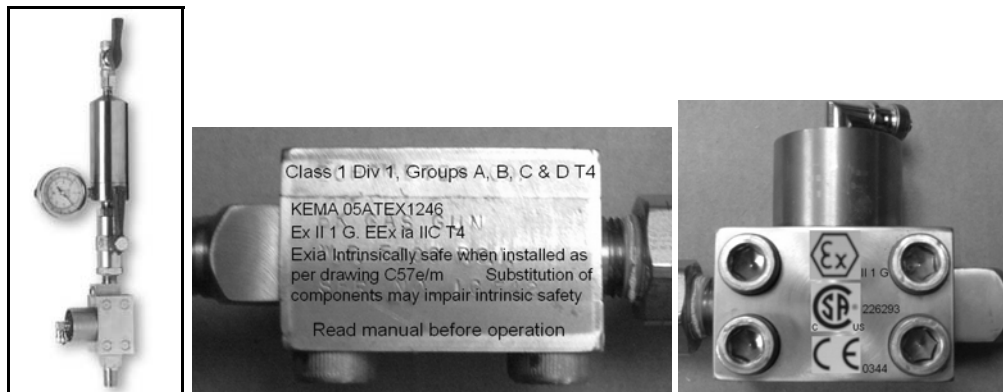 Class 1 Div 1, Groups A, B, C & D T4
KEMA 05ATEX1246
Ex II 1 G. EEx ia IIC T4
Exia Intrinsically safe when installed as
per drawing C57e/m Substitution of
components may impair intrinsic safety
Read manual before operation
GAS GUN
Ex
II 1 G
CSA ®
C US
226293
CE
0344